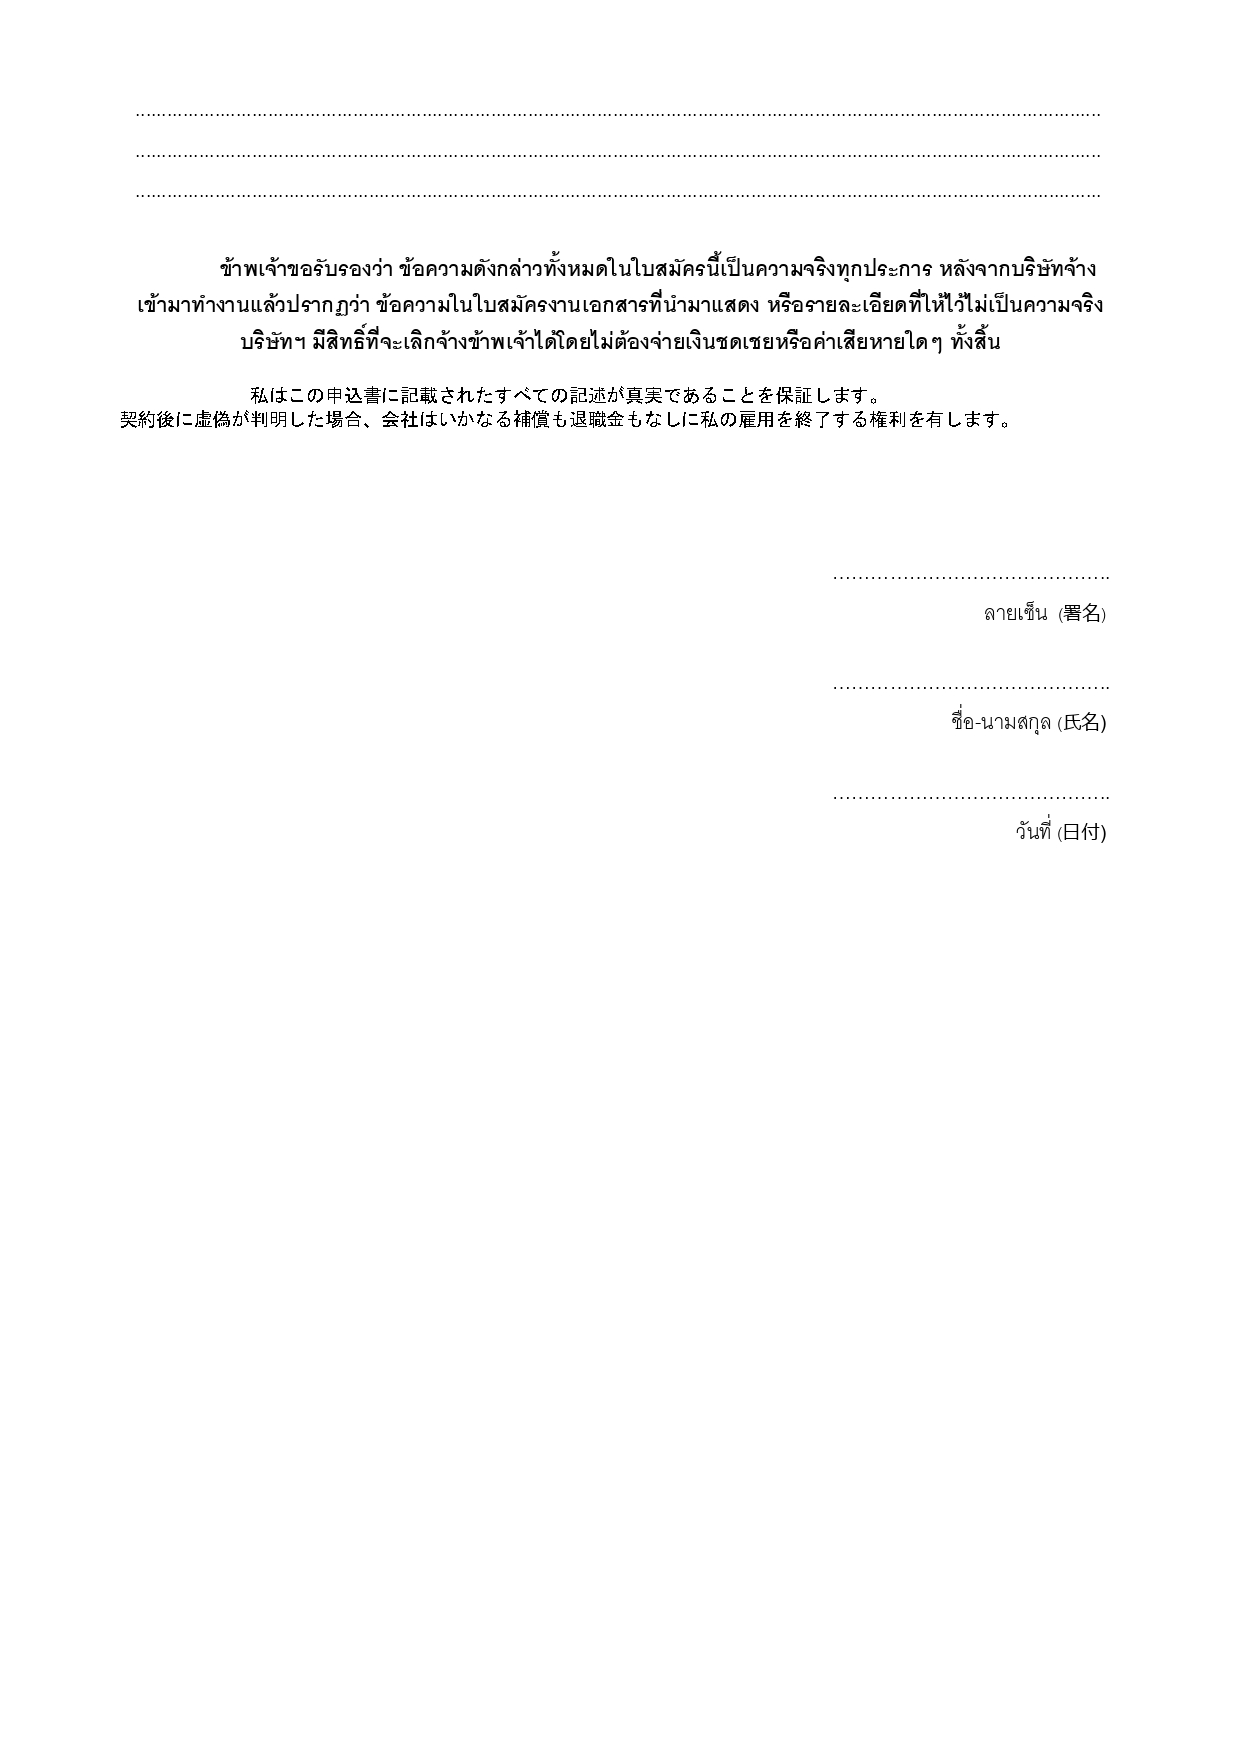 ......................................................................................................................................................................................
......................................................................................................................................................................................
......................................................................................................................................................................................
ข้าพเจ้าขอรับรองว่า ข้อความดังกล่าวทั้งหมดในใบสมัครนี้เป็นความจริงทุกประการ หลังจากบริษัทจ้าง
เข้ามาทำงานแล้วปรากฏว่า ข้อความในใบสมัครงานเอกสารที่นำมาแสดง หรือรายละเอียดที่ให้ไว้ไม่เป็นความจริง
บริษัทฯ มีสิทธิ์ที่จะเลิกจ้างข้าพเจ้าได้โดยไม่ต้องจ่ายเงินชดเชยหรือค่าเสียหายใดๆ ทั้งสิ้น
私はこの申込書に記載されたすべての記述が真実であることを保証します。
契約後に虚偽が判明した場合、会社はいかなる補償も退職金もなしに私の雇用を終了する権利を有します。
............................................
ลายเซ็น (署名)
............................................
ชื่อ-นามสกุล (氏名)
............................................
วันที่ (日付)